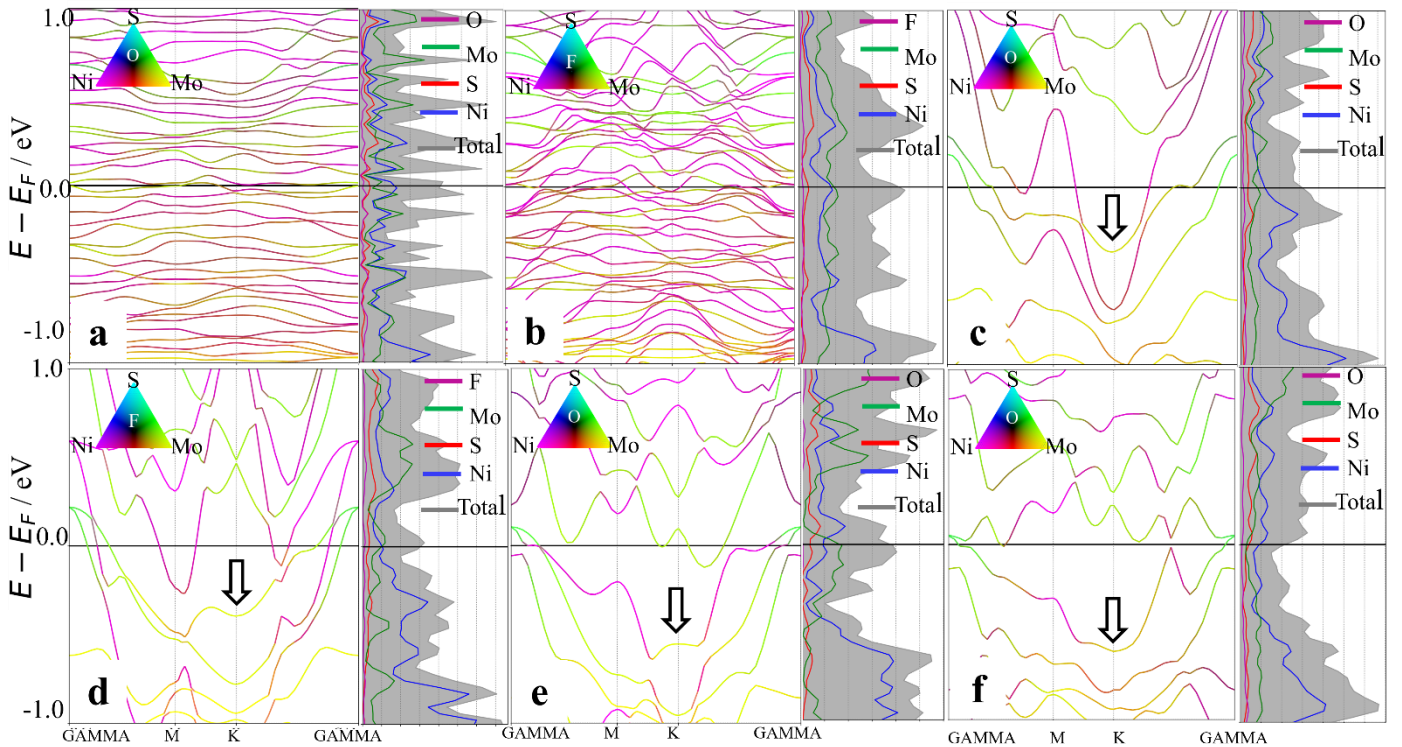 1.0
0.0
-1.0
E − E_F / eV
S
O
Ni
Mo
a
O
Mo
S
Ni
Total
S
F
Ni
Mo
b
F
Mo
S
Ni
Total
S
O
Ni
Mo
c
O
Mo
S
Ni
Total
1.0
0.0
-1.0
E − E_F / eV
S
F
Ni
Mo
d
F
Mo
S
Ni
Total
GAMMA M K GAMMA
S
O
Ni
Mo
e
O
Mo
S
Ni
Total
GAMMA M K GAMMA
S
O
Ni
Mo
f
O
Mo
S
Ni
Total
GAMMA M K GAMMA